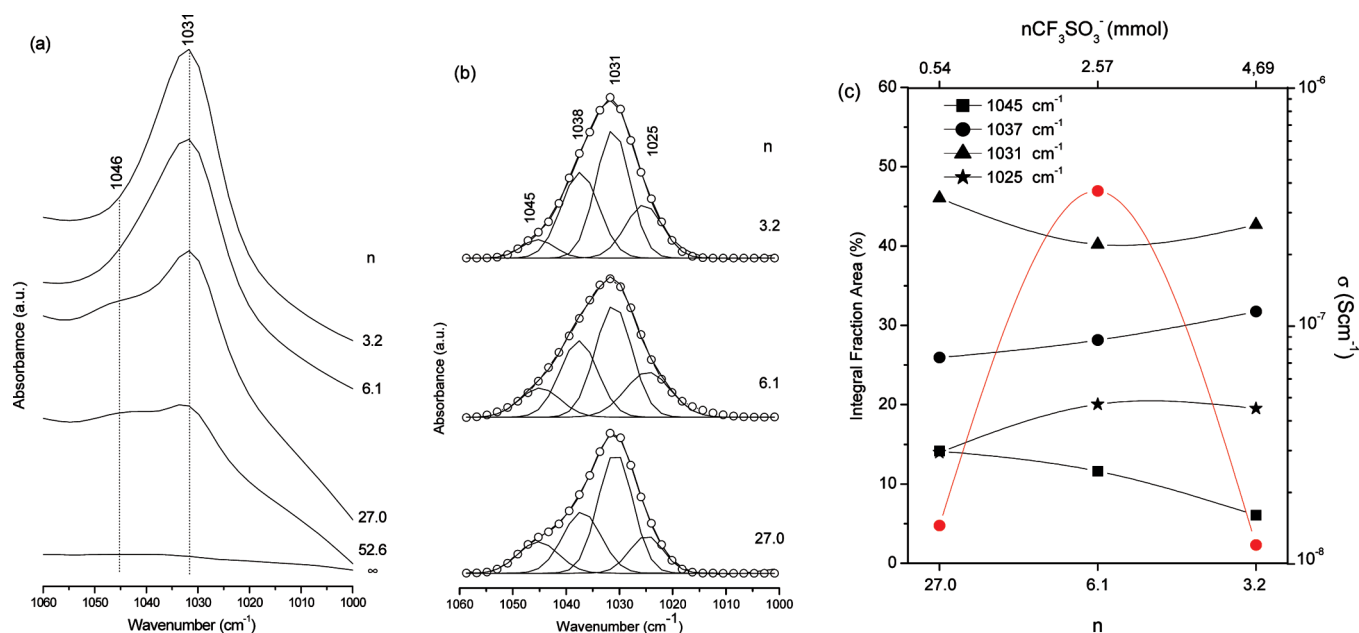 (a)
1031
1046
n
3.2
6.1
27.0
52.6
∞
Absorbamce (a.u.)
1060 1050 1040 1030 1020 1010 1000
Wavenumber (cm⁻¹)
(b)
1031
1038
1025
1045
n
3.2
6.1
27.0
Absorbance (a.u.)
1060 1050 1040 1030 1020 1010 1000
Wavenumber (cm⁻¹)
(c)
nCF₃SO₃⁻ (mmol)
0.54 2.57 4,69
1045 cm⁻¹
1037 cm⁻¹
1031 cm⁻¹
1025 cm⁻¹
60
50
40
30
20
10
0
Integral Fraction Area (%)
10⁻⁶
10⁻⁷
10⁻⁸
σ (Scm⁻¹)
27.0 6.1 3.2
n